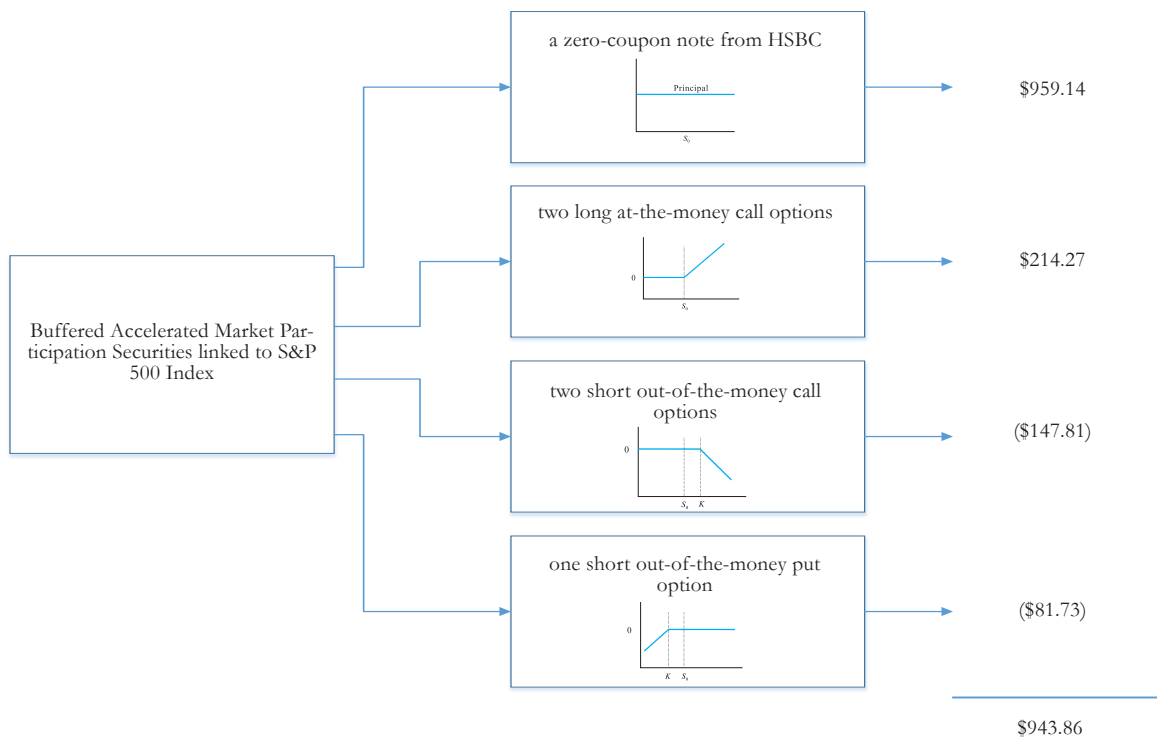 a zero-coupon note from HSBC
Principal
S₀
$959.14
two long at-the-money call options
0
S₀
$214.27
Buffered Accelerated Market Par-
ticipation Securities linked to S&P
500 Index
two short out-of-the-money call
options
0
S₀ K
($147.81)
one short out-of-the-money put
option
0
K S₀
($81.73)
$943.86